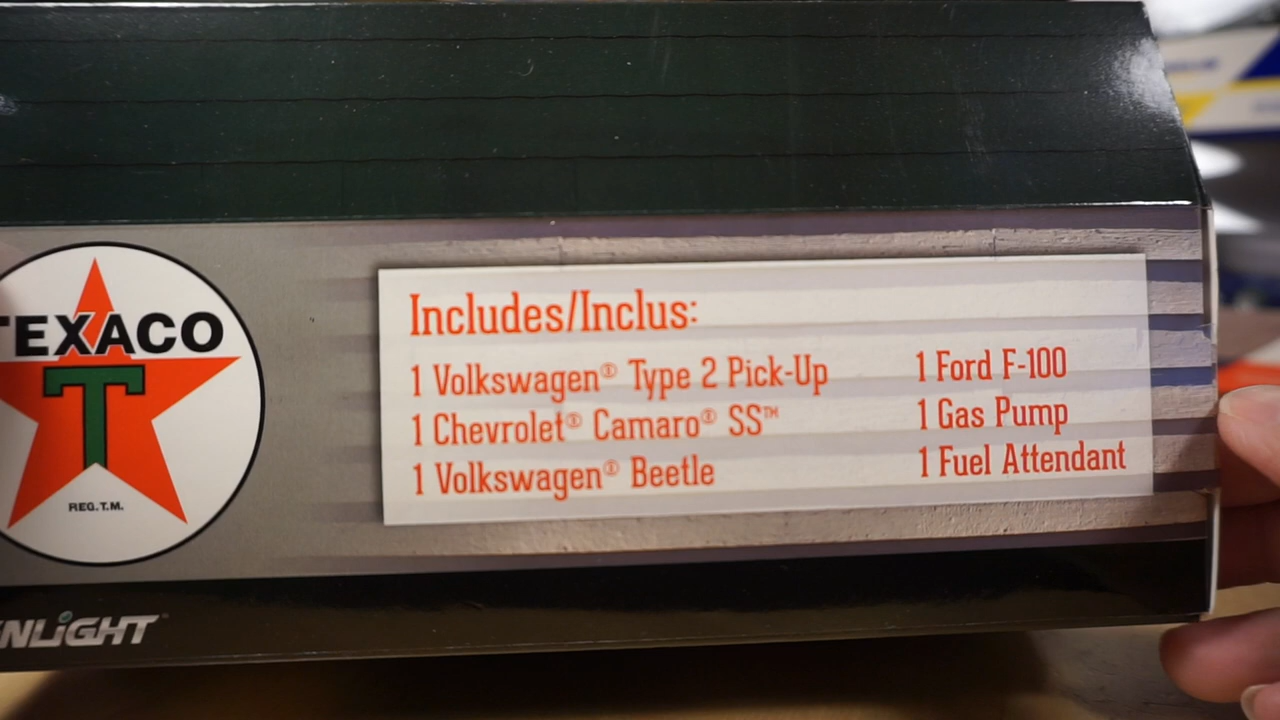 TEXACO
T
REG. T.M.
Includes/Inclus:
1 Volkswagen® Type 2 Pick-Up
1 Chevrolet® Camaro® SS™
1 Volkswagen® Beetle
1 Ford F-100
1 Gas Pump
1 Fuel Attendant
NLiGHT